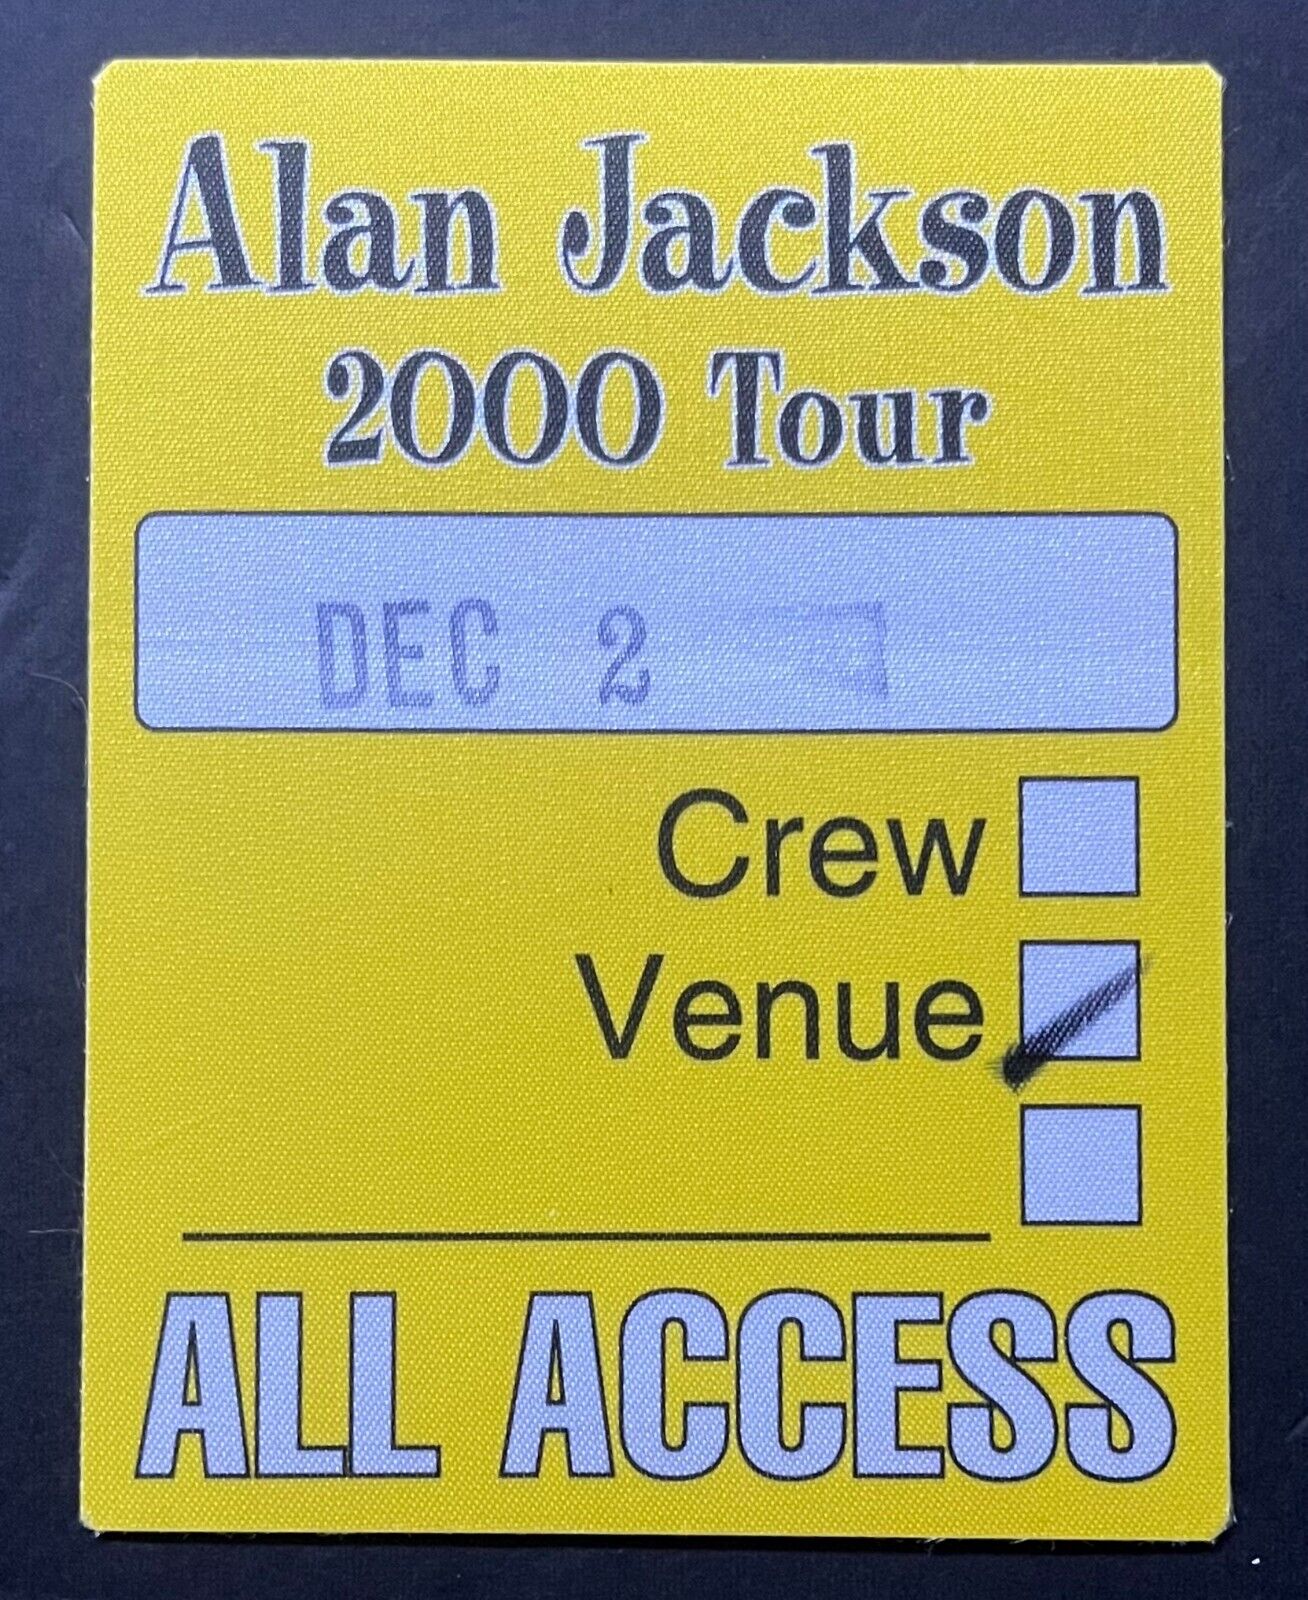 Alan Jackson
2000 Tour
DEC 2
Crew
Venue
ALL ACCESS